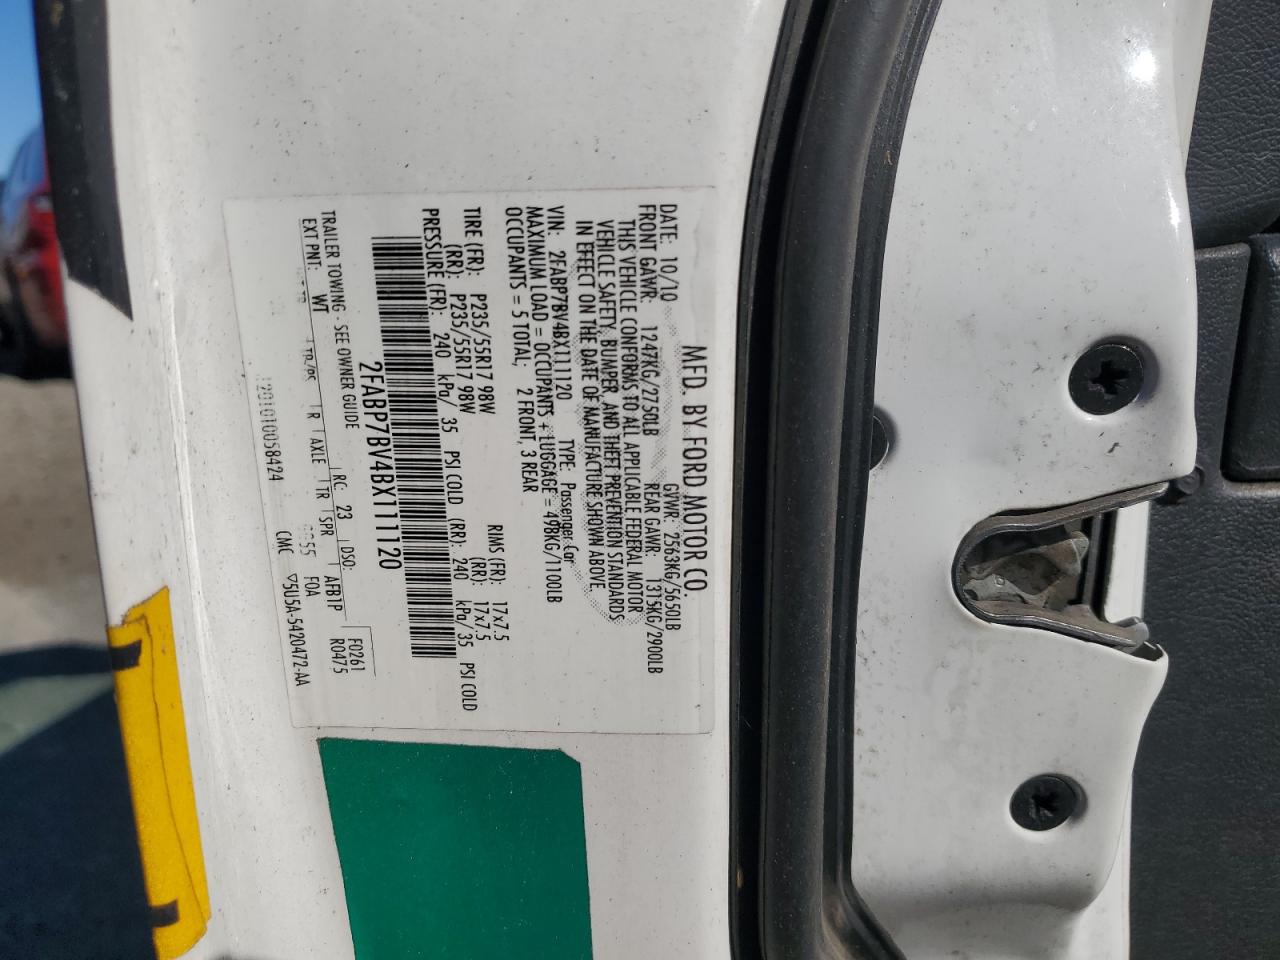 MFD. BY FORD MOTOR CO.
DATE: 10/10 GVWR: 2563KG/5650LB
FRONT GAWR: 1247KG/2750LB REAR GAWR: 1315KG/2900LB
THIS VEHICLE CONFORMS TO ALL APPLICABLE FEDERAL MOTOR
VEHICLE SAFETY, BUMPER, AND THEFT PREVENTION STANDARDS
IN EFFECT ON THE DATE OF MANUFACTURE SHOWN ABOVE.
VIN: 2FABP7BV4BX111120 TYPE: Passenger Car
MAXIMUM LOAD = OCCUPANTS + LUGGAGE = 498KG/1100LB
OCCUPANTS = 5 TOTAL, 2 FRONT, 3 REAR
TIRE (FR): P235/55R17 98W RIMS (FR): 17x7.5
(RR): P235/55R17 98W (RR): 17x7.5
PRESSURE (FR): 240 kPa/ 35 PSI COLD (RR): 240 kPa/ 35 PSI COLD
2FABP7BV4BX111120
F0261
TRAILER TOWING - SEE OWNER GUIDE R0475
EXT PNT: WT RC: 23 DSO:
R AXLE TR SPR AFB1P
55 FOA
1201010058424 CMC 5U5A-5420472-AA